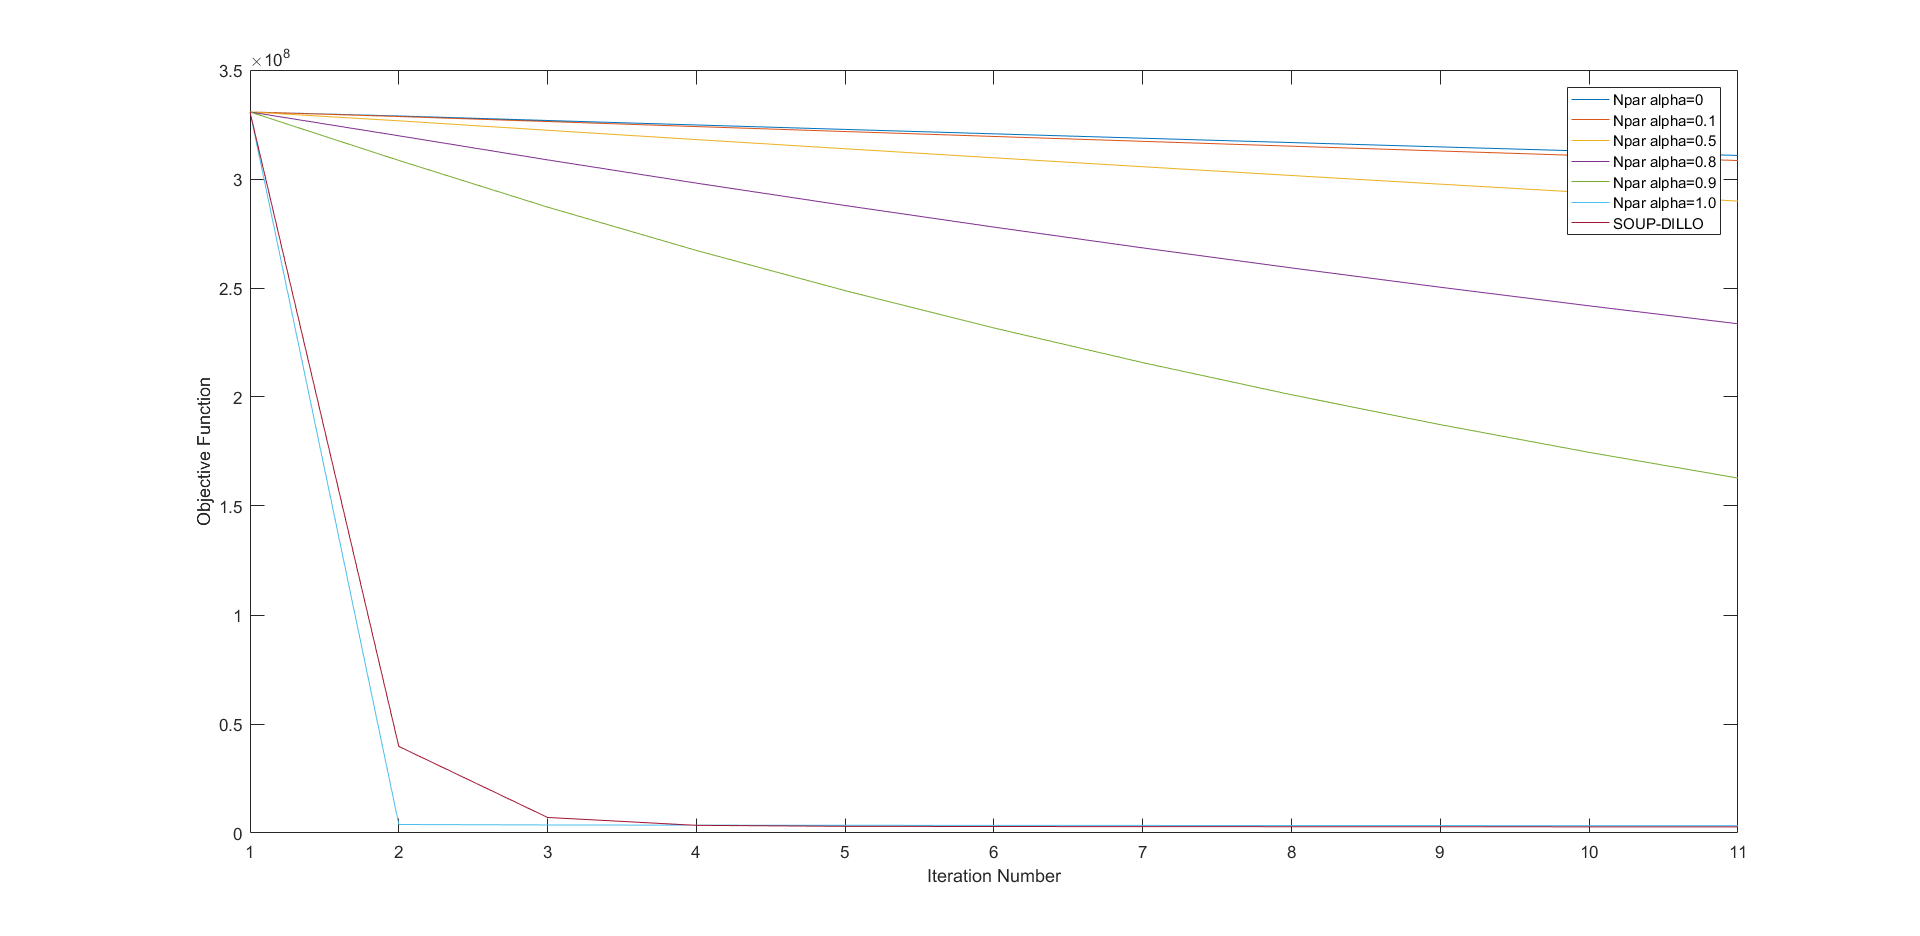 ×10^8
3.5
3
2.5
2
1.5
1
0.5
0
Objective Function
1 2 3 4 5 6 7 8 9 10 11
Iteration Number
Npar alpha=0
Npar alpha=0.1
Npar alpha=0.5
Npar alpha=0.8
Npar alpha=0.9
Npar alpha=1.0
SOUP-DILLO